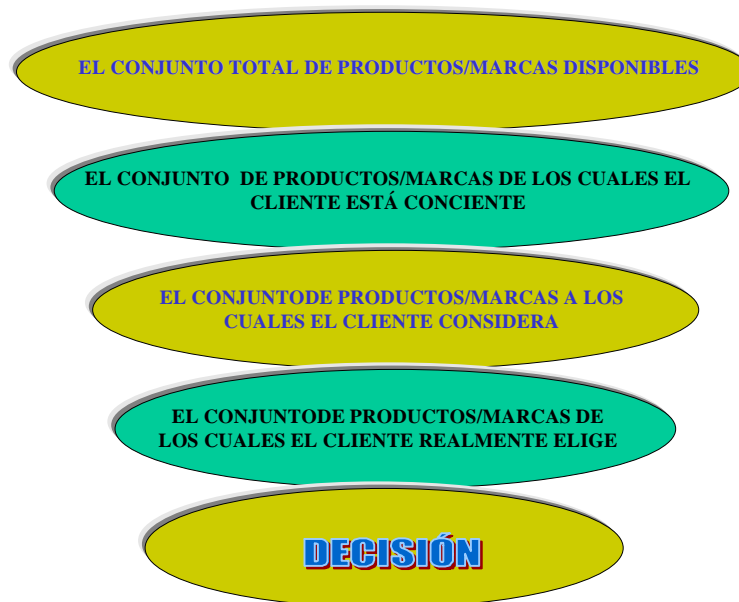 EL CONJUNTO TOTAL DE PRODUCTOS/MARCAS DISPONIBLES
EL CONJUNTO DE PRODUCTOS/MARCAS DE LOS CUALES EL
CLIENTE ESTÁ CONCIENTE
EL CONJUNTODE PRODUCTOS/MARCAS A LOS
CUALES EL CLIENTE CONSIDERA
EL CONJUNTODE PRODUCTOS/MARCAS DE
LOS CUALES EL CLIENTE REALMENTE ELIGE
DECISIÓN